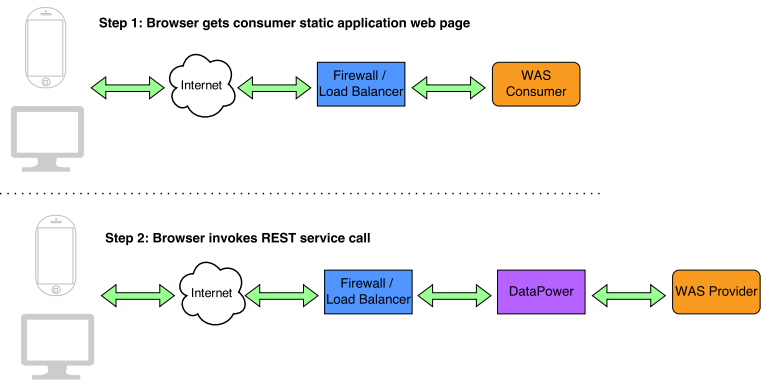 Step 1: Browser gets consumer static application web page
Internet
Firewall /
Load Balancer
WAS
Consumer
Step 2: Browser invokes REST service call
Internet
Firewall /
Load Balancer
DataPower
WAS Provider